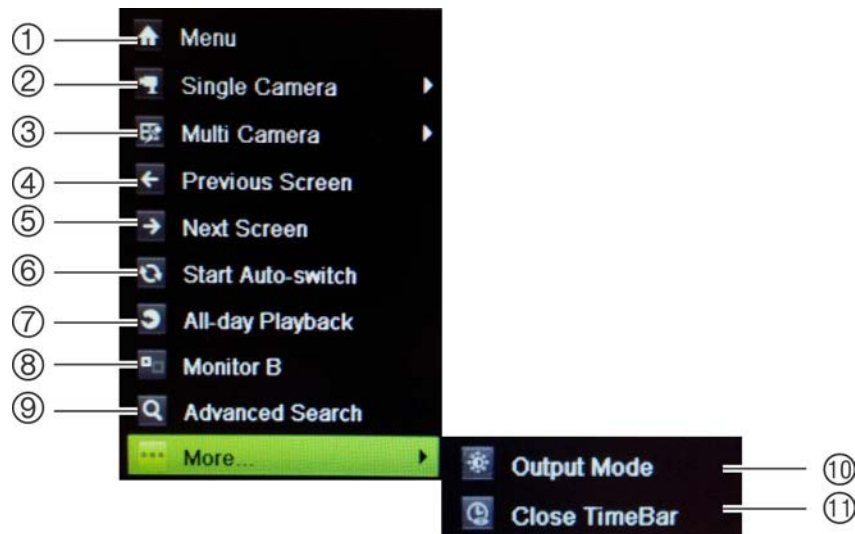 ① Menu
② Single Camera
③ Multi Camera
④ Previous Screen
⑤ Next Screen
⑥ Start Auto-switch
⑦ All-day Playback
⑧ Monitor B
⑨ Advanced Search
More...
Output Mode ⑩
Close TimeBar ⑪